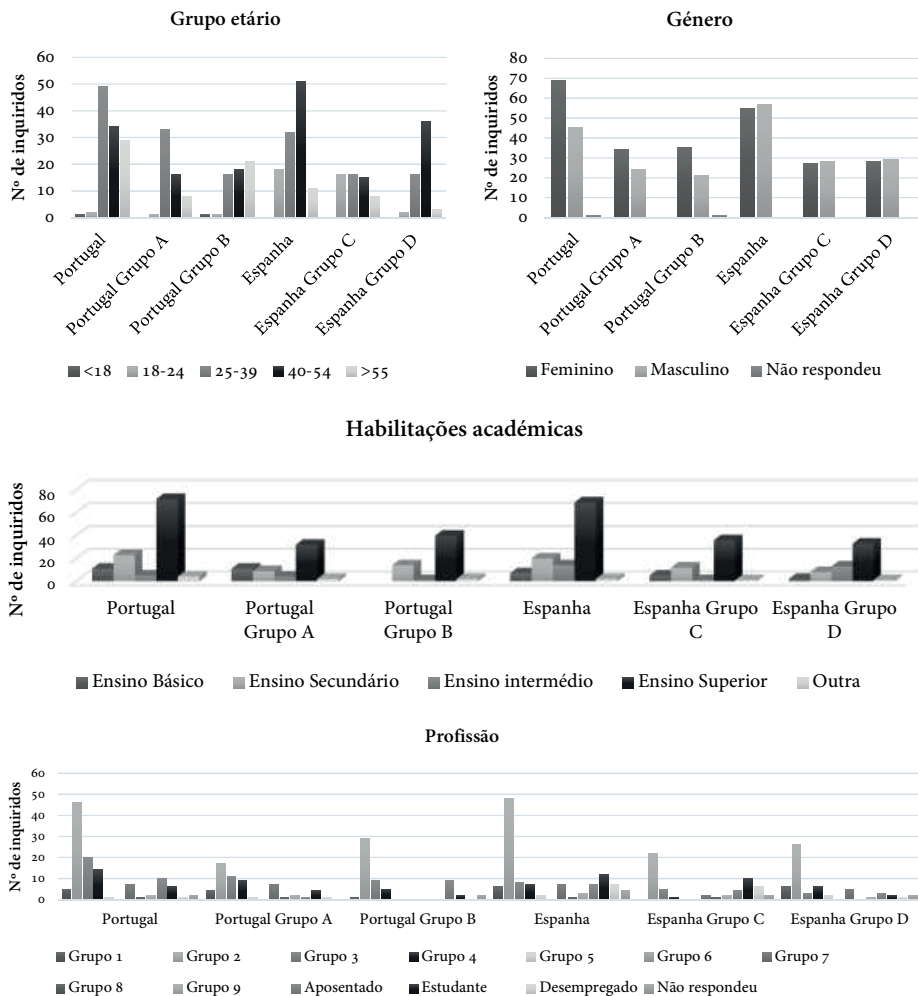 Grupo etário
Nº de inquiridos
60
50
40
30
20
10
0
Portugal
Portugal Grupo A
Portugal Grupo B
Espanha
Espanha Grupo C
Espanha Grupo D
<18 18-24 25-39 40-54 >55
Género
Nº de inquiridos
80
70
60
50
40
30
20
10
0
Portugal
Portugal Grupo A
Portugal Grupo B
Espanha
Espanha Grupo C
Espanha Grupo D
Feminino Masculino Não respondeu
Habilitações académicas
Nº de inquiridos
80
60
40
20
0
Portugal Portugal Portugal Espanha Espanha Grupo Espanha Grupo
Grupo A Grupo B C D
Ensino Básico Ensino Secundário Ensino intermédio Ensino Superior Outra
Profissão
Nº de inquiridos
60
50
40
30
20
10
0
Portugal Portugal Grupo A Portugal Grupo B Espanha Espanha Grupo C Espanha Grupo D
Grupo 1 Grupo 2 Grupo 3 Grupo 4 Grupo 5 Grupo 6 Grupo 7
Grupo 8 Grupo 9 Aposentado Estudante Desempregado Não respondeu